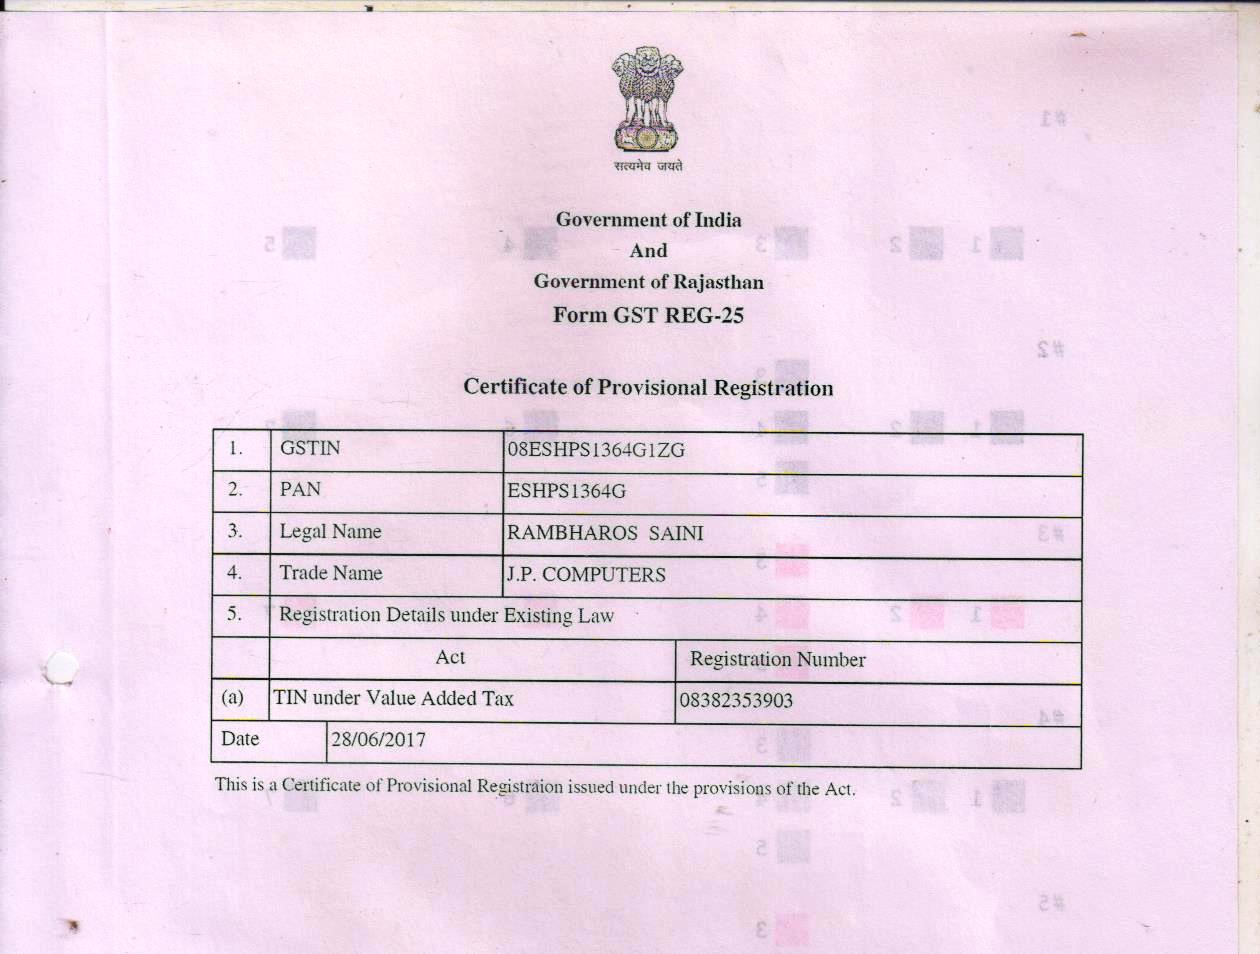 सत्यमेव जयते
Government of India
And
Government of Rajasthan
Form GST REG-25
Certificate of Provisional Registration
1. GSTIN 08ESHPS1364G1ZG
2. PAN ESHPS1364G
3. Legal Name RAMBHAROS SAINI
4. Trade Name J.P. COMPUTERS
5. Registration Details under Existing Law
Act Registration Number
(a) TIN under Value Added Tax 08382353903
Date 28/06/2017
This is a Certificate of Provisional Registraion issued under the provisions of the Act.